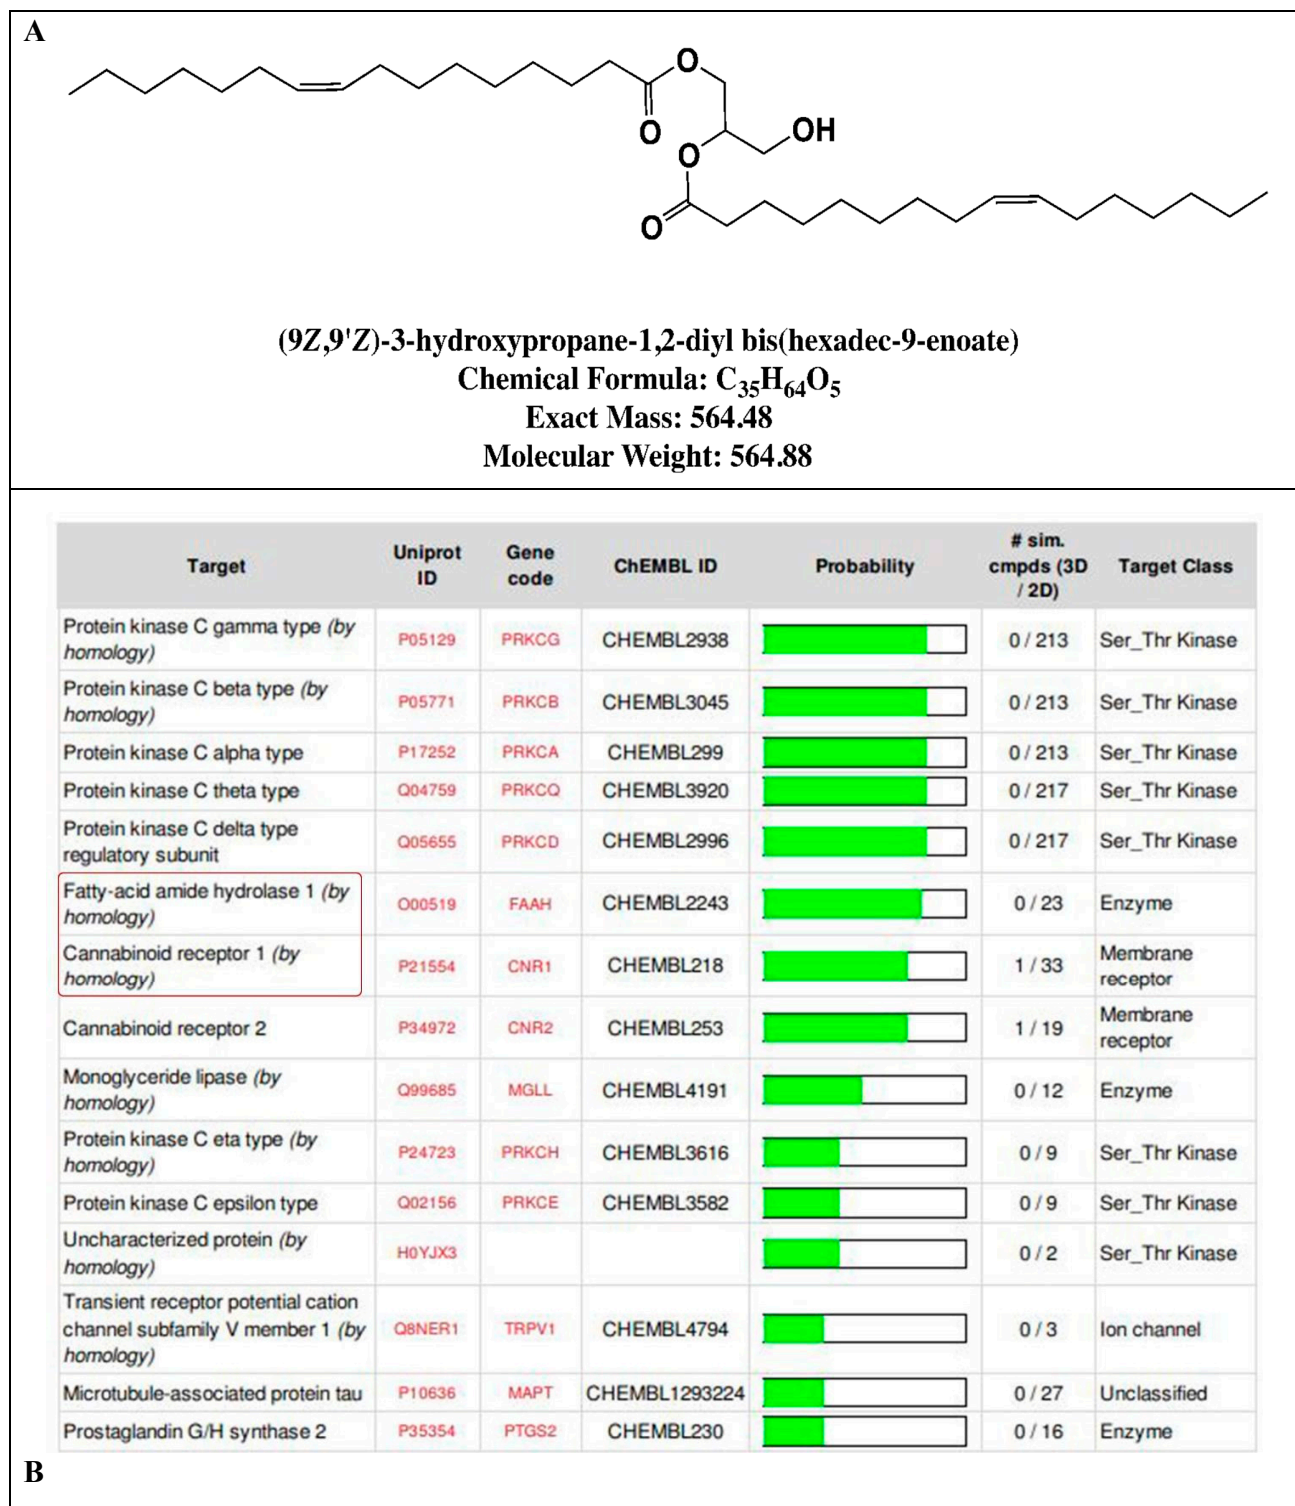 A
O
O
OH
O
O
(9Z,9'Z)-3-hydroxypropane-1,2-diyl bis(hexadec-9-enoate)
Chemical Formula: C35H64O5
Exact Mass: 564.48
Molecular Weight: 564.88
Target Uniprot ID Gene code ChEMBL ID Probability # sim. cmpds (3D / 2D) Target Class
Protein kinase C gamma type (by homology) P05129 PRKCG CHEMBL2938 0 / 213 Ser_Thr Kinase
Protein kinase C beta type (by homology) P05771 PRKCB CHEMBL3045 0 / 213 Ser_Thr Kinase
Protein kinase C alpha type P17252 PRKCA CHEMBL299 0 / 213 Ser_Thr Kinase
Protein kinase C theta type Q04759 PRKCQ CHEMBL3920 0 / 217 Ser_Thr Kinase
Protein kinase C delta type regulatory subunit Q05655 PRKCD CHEMBL2996 0 / 217 Ser_Thr Kinase
Fatty-acid amide hydrolase 1 (by homology) O00519 FAAH CHEMBL2243 0 / 23 Enzyme
Cannabinoid receptor 1 (by homology) P21554 CNR1 CHEMBL218 1 / 33 Membrane receptor
Cannabinoid receptor 2 P34972 CNR2 CHEMBL253 1 / 19 Membrane receptor
Monoglyceride lipase (by homology) Q99685 MGLL CHEMBL4191 0 / 12 Enzyme
Protein kinase C eta type (by homology) P24723 PRKCH CHEMBL3616 0 / 9 Ser_Thr Kinase
Protein kinase C epsilon type Q02156 PRKCE CHEMBL3582 0 / 9 Ser_Thr Kinase
Uncharacterized protein (by homology) H0YJX3 0 / 2 Ser_Thr Kinase
Transient receptor potential cation channel subfamily V member 1 (by homology) Q8NER1 TRPV1 CHEMBL4794 0 / 3 Ion channel
Microtubule-associated protein tau P10636 MAPT CHEMBL1293224 0 / 27 Unclassified
Prostaglandin G/H synthase 2 P35354 PTGS2 CHEMBL230 0 / 16 Enzyme
B